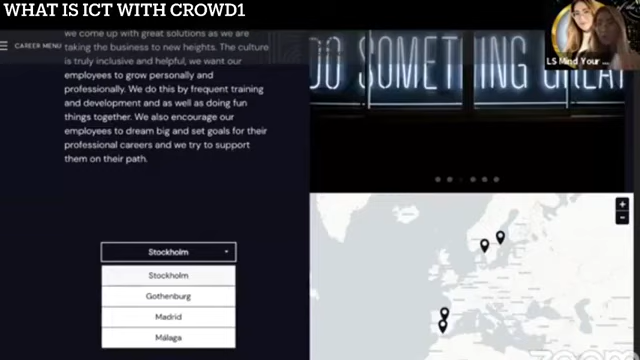 WHAT IS ICT WITH CROWD1
CAREER MENU
we come up with great solutions as we are
taking the business to new heights. The culture
is truly inclusive and helpful, we want our
employees to grow personally and
professionally. We do this by frequent training
and development and as well as doing fun
things together. We also encourage our
employees to dream big and set goals for their
professional careers and we try to support
them on their path.
DO SOMETHING GREAT
LS Mind Your ...
Stockholm
Stockholm
Gothenburg
Madrid
Málaga
+
-
zoom